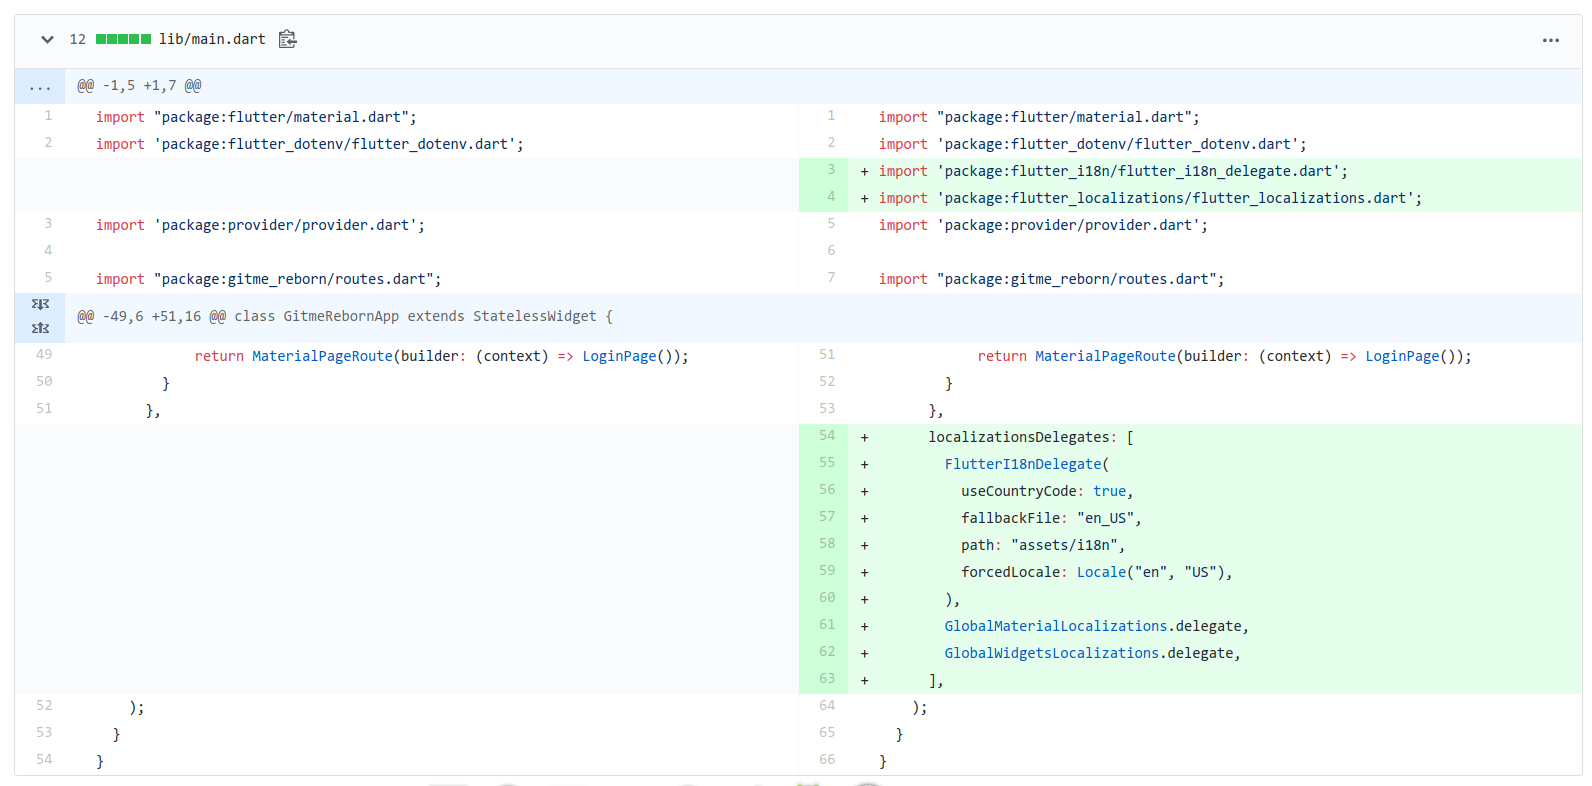 12 lib/main.dart
... @@ -1,5 +1,7 @@
1 import "package:flutter/material.dart"; 1 import "package:flutter/material.dart";
2 import 'package:flutter_dotenv/flutter_dotenv.dart'; 2 import 'package:flutter_dotenv/flutter_dotenv.dart';
3 + import 'package:flutter_i18n/flutter_i18n_delegate.dart';
4 + import 'package:flutter_localizations/flutter_localizations.dart';
3 import 'package:provider/provider.dart'; 5 import 'package:provider/provider.dart';
4 6
5 import "package:gitme_reborn/routes.dart"; 7 import "package:gitme_reborn/routes.dart";
@@ -49,6 +51,16 @@ class GitmeRebornApp extends StatelessWidget {
49 return MaterialPageRoute(builder: (context) => LoginPage()); 51 return MaterialPageRoute(builder: (context) => LoginPage());
50 } 52 }
51 }, 53 },
54 + localizationsDelegates: [
55 + FlutterI18nDelegate(
56 + useCountryCode: true,
57 + fallbackFile: "en_US",
58 + path: "assets/i18n",
59 + forcedLocale: Locale("en", "US"),
60 + ),
61 + GlobalMaterialLocalizations.delegate,
62 + GlobalWidgetsLocalizations.delegate,
63 + ],
52 ); 64 );
53 } 65 }
54 } 66 }